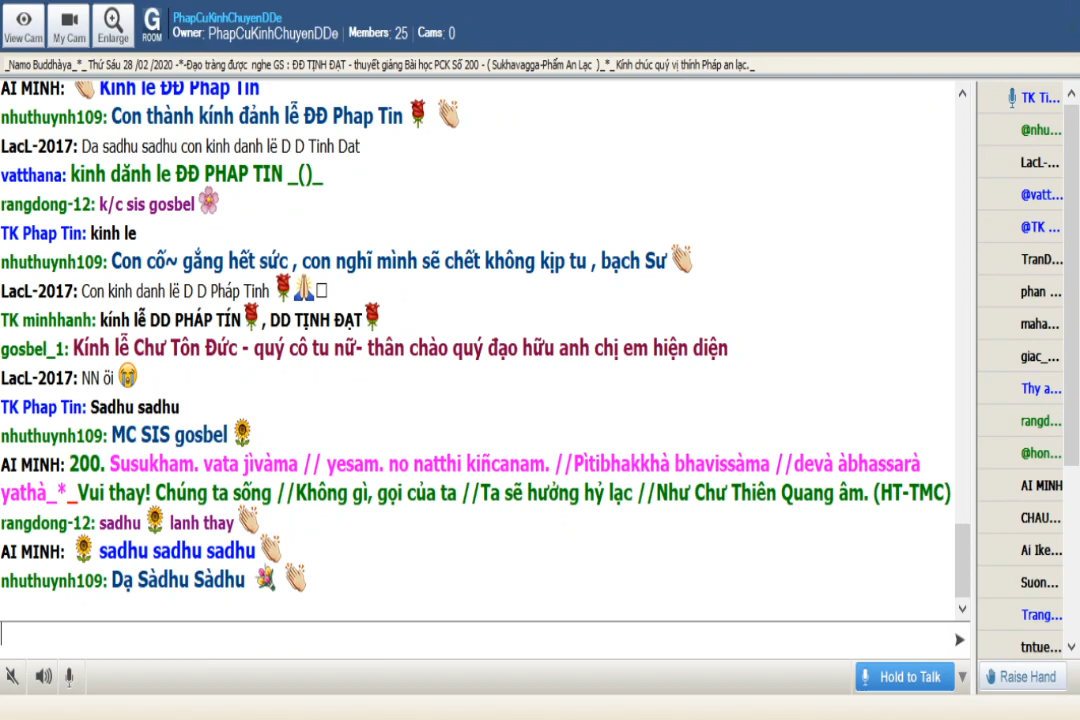 PhapCuKinhChuyenDDe
View Cam My Cam Enlarge G ROOM Owner: PhapCuKinhChuyenDDe Members: 25 Cams: 0
_Namo Buddhàya_*_ Thứ Sáu 28 /02 /2020 -*-Đạo tràng được nghe GS : ĐĐ TỊNH ĐẠT - thuyết giảng Bài học PCK Số 200 - ( Sukhavagga-Phẩm An Lạc )_*_Kính chúc quý vị thính Pháp an lạc._
AI MINH: 👏 Kính lễ ĐĐ Pháp Tín
nhuthuynh109: Con thành kính đảnh lễ ĐĐ Phap Tin 🌹 👏
LacL-2017: Da sadhu sadhu con kinh danh lë D D Tinh Dat
vatthana: kinh dănh le ĐĐ PHAP TIN _()_
rangdong-12: k/c sis gosbel 🌸
TK Phap Tin: kinh le
nhuthuynh109: Con cố~ gắng hết sức , con nghĩ mình sẽ chết không kịp tu , bạch Sư 👏
LacL-2017: Con kinh danh lë D D Pháp Tinh 🌹🙏□
TK minhhanh: kính lễ DD PHÁP TÍN🌹, DD TỊNH ĐẠT🌹
gosbel_1: Kính lễ Chư Tôn Đức - quý cô tu nữ- thân chào quý đạo hữu anh chị em hiện diện
LacL-2017: NN öi 😭
TK Phap Tin: Sadhu sadhu
nhuthuynh109: MC SIS gosbel 🌻
AI MINH: 200. Susukham. vata jìvàma // yesam. no natthi kiñcanam. //Pìtibhakkhà bhavissàma //devà àbhassarà
yathà_*_Vui thay! Chúng ta sống //Không gì, gọi của ta //Ta sẽ hưởng hỷ lạc //Như Chư Thiên Quang âm. (HT-TMC)
rangdong-12: sadhu 🌻 lanh thay 👏
AI MINH: 🌻 sadhu sadhu sadhu 👏
nhuthuynh109: Dạ Sàdhu Sàdhu 💐 👏
TK Ti...
@nhu...
LacL-...
@vatt...
@TK ...
TranD...
phan ...
maha...
giac_...
Thy a...
rangd...
@hon...
AI MINH
CHAU...
Ai Ike...
Suon...
Trang...
tntue...
Hold to Talk
Raise Hand